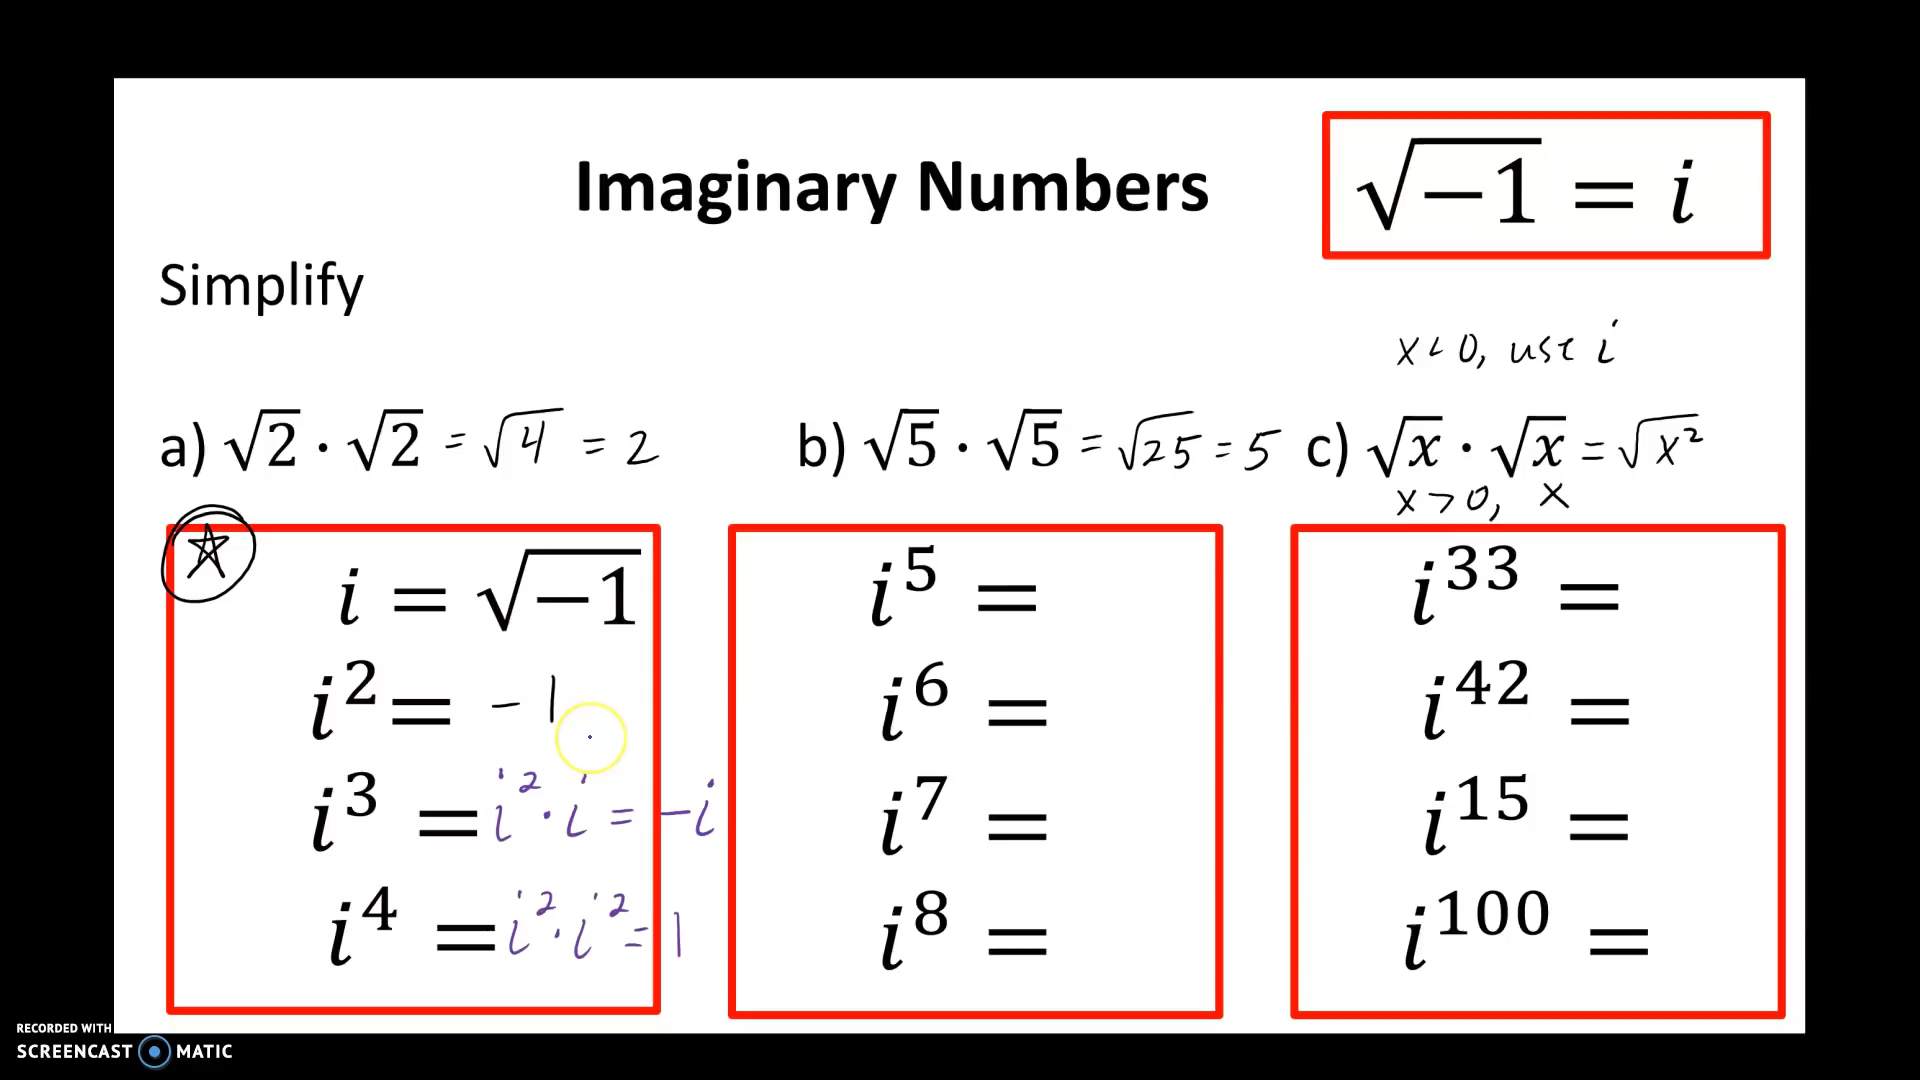 Imaginary Numbers
√−1 = i
Simplify
x < 0, use i
a) √2 · √2 = √4 = 2
b) √5 · √5 = √25 = 5
c) √x · √x = √x²
x > 0, x
i = √−1
i² = -1
i³ = i² · i = -i
i⁴ = i² · i² = 1
i⁵ =
i⁶ =
i⁷ =
i⁸ =
i³³ =
i⁴² =
i¹⁵ =
i¹⁰⁰ =
RECORDED WITH
SCREENCAST MATIC